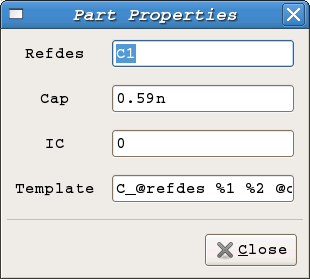 Part Properties
Refdes C1
Cap 0.59n
IC 0
Template C_@refdes %1 %2 @c
Close